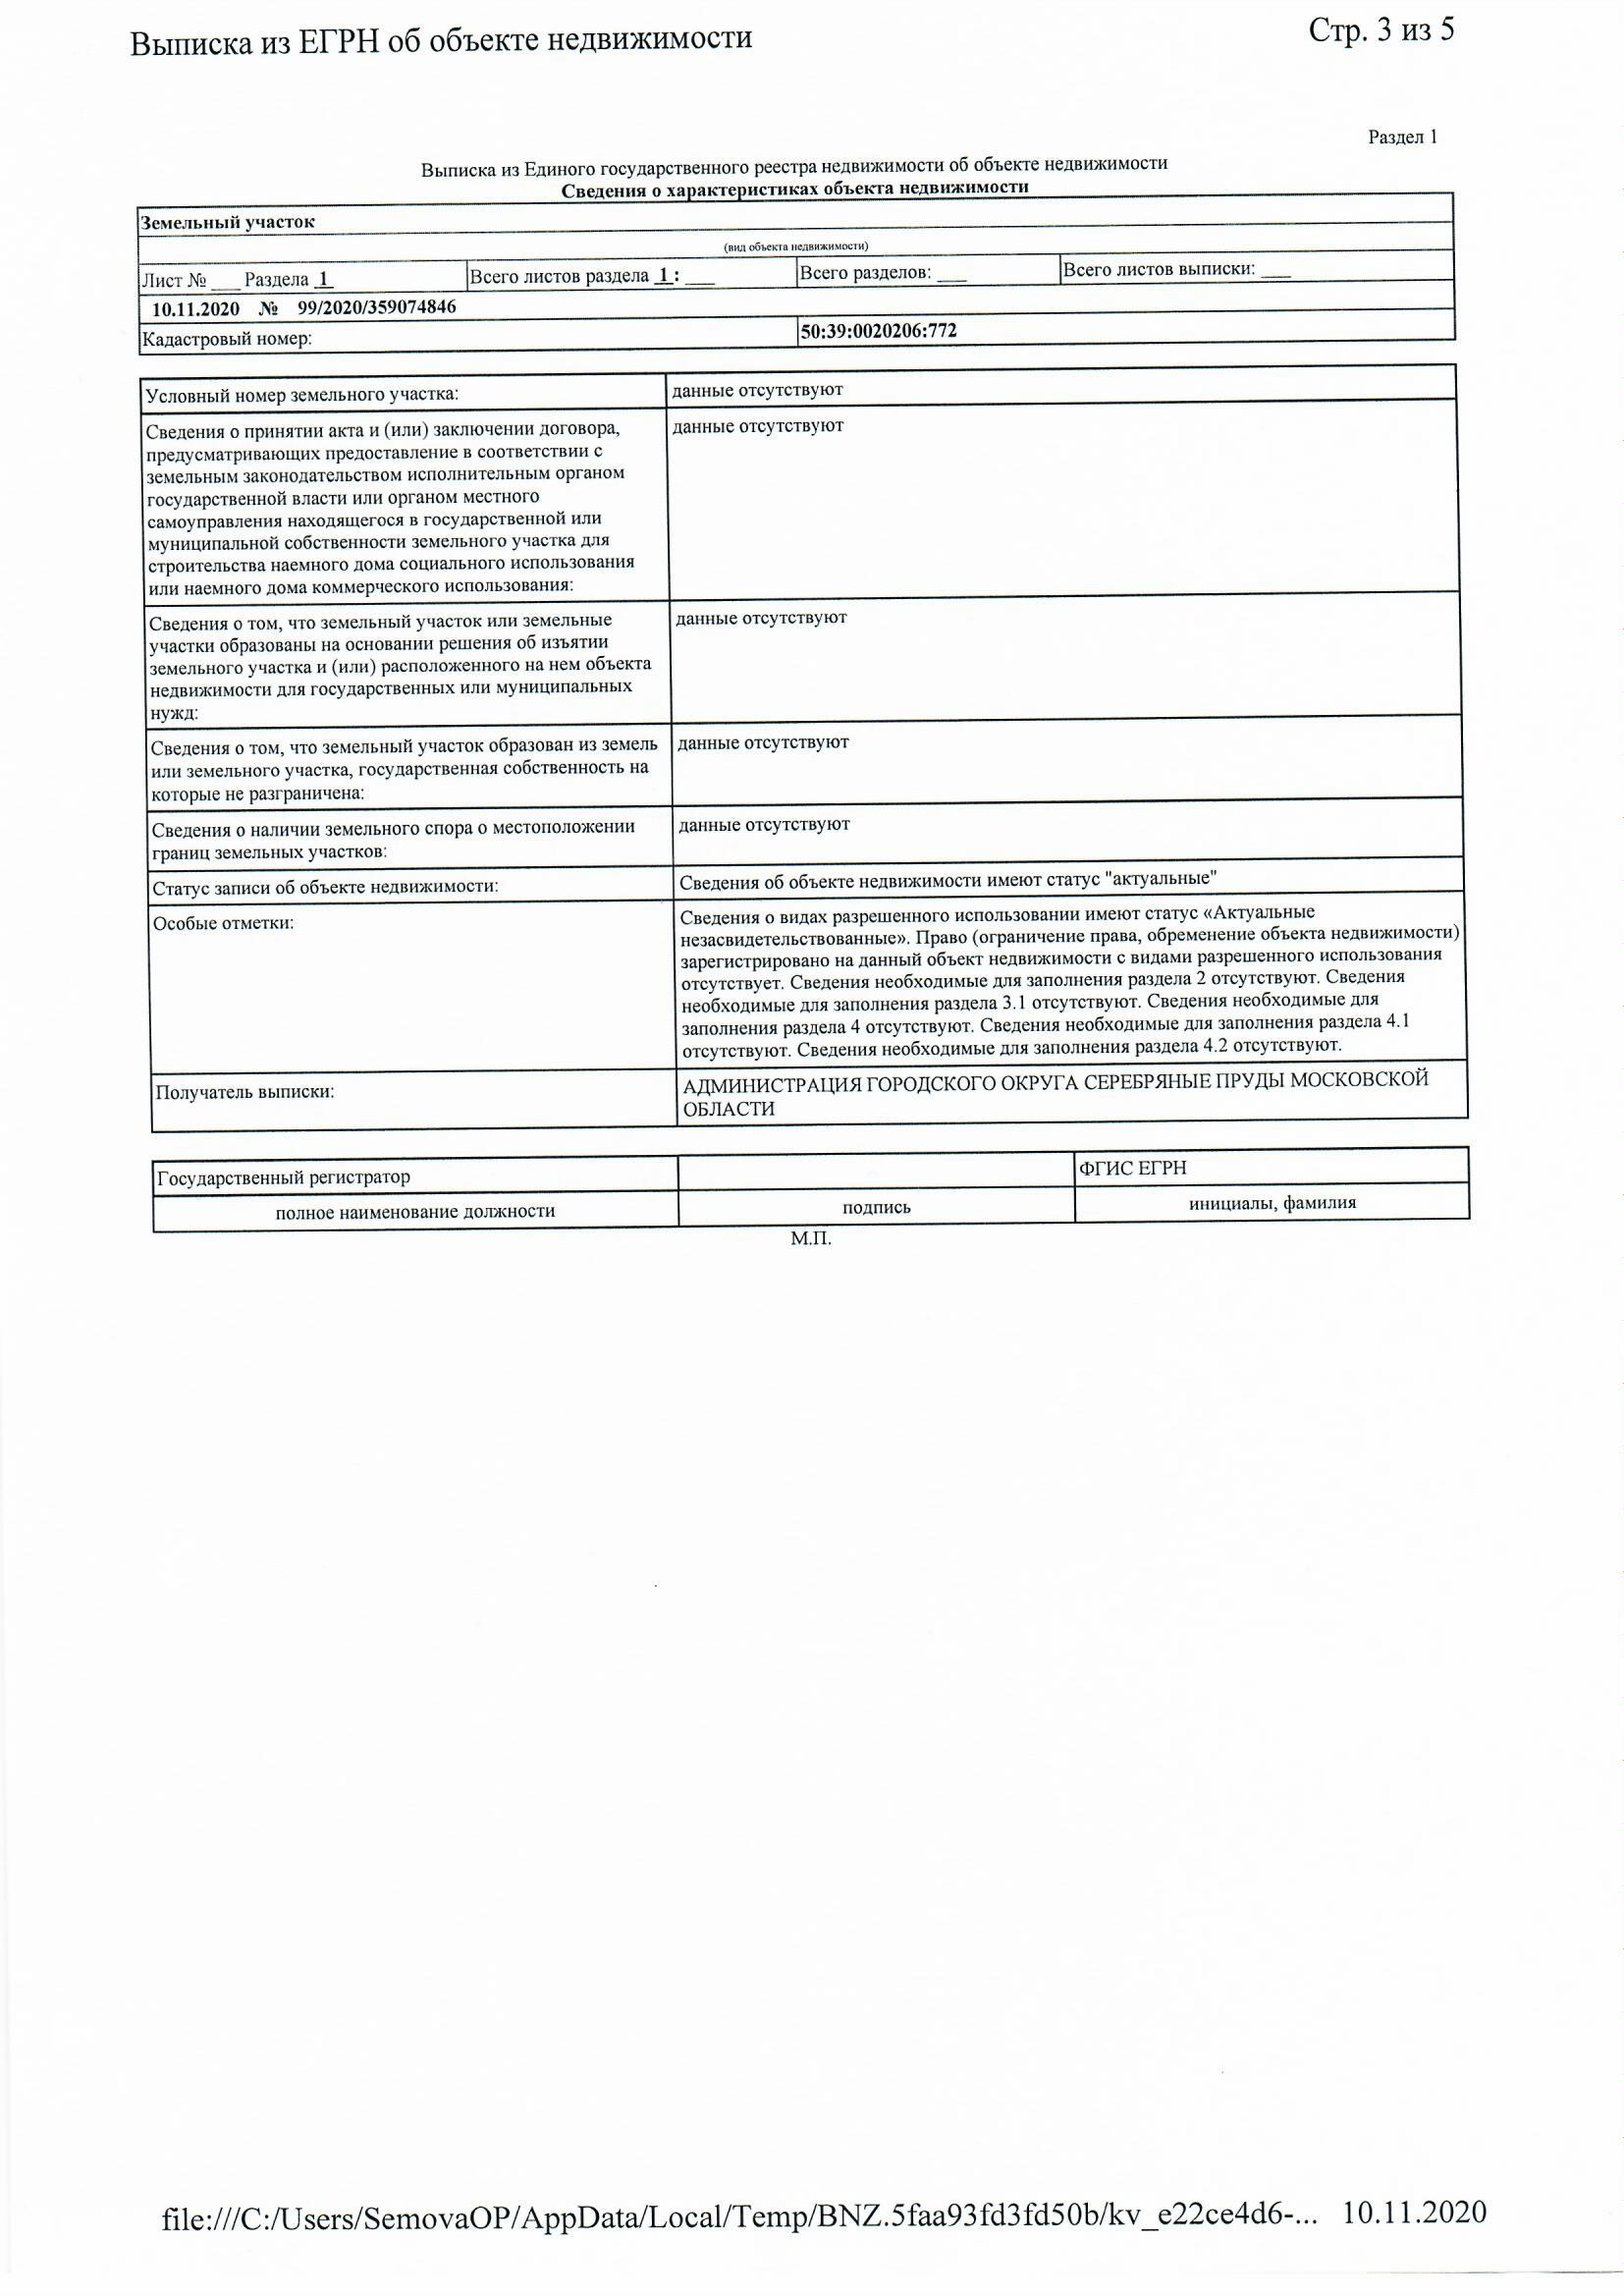 Выписка из ЕГРН об объекте недвижимости
Стр. 3 из 5
Раздел 1
Выписка из Единого государственного реестра недвижимости об объекте недвижимости
Сведения о характеристиках объекта недвижимости
Земельный участок
(вид объекта недвижимости)
Лист № ___ Раздела 1 Всего листов раздела 1 : ___ Всего разделов: ___ Всего листов выписки: ___
10.11.2020 № 99/2020/359074846
Кадастровый номер: 50:39:0020206:772
Условный номер земельного участка: данные отсутствуют
Сведения о принятии акта и (или) заключении договора, данные отсутствуют
предусматривающих предоставление в соответствии с
земельным законодательством исполнительным органом
государственной власти или органом местного
самоуправления находящегося в государственной или
муниципальной собственности земельного участка для
строительства наемного дома социального использования
или наемного дома коммерческого использования:
Сведения о том, что земельный участок или земельные данные отсутствуют
участки образованы на основании решения об изъятии
земельного участка и (или) расположенного на нем объекта
недвижимости для государственных или муниципальных
нужд:
Сведения о том, что земельный участок образован из земель данные отсутствуют
или земельного участка, государственная собственность на
которые не разграничена:
Сведения о наличии земельного спора о местоположении данные отсутствуют
границ земельных участков:
Статус записи об объекте недвижимости: Сведения об объекте недвижимости имеют статус "актуальные"
Особые отметки: Сведения о видах разрешенного использовании имеют статус «Актуальные
незасвидетельствованные». Право (ограничение права, обременение объекта недвижимости)
зарегистрировано на данный объект недвижимости с видами разрешенного использования
отсутствует. Сведения необходимые для заполнения раздела 2 отсутствуют. Сведения
необходимые для заполнения раздела 3.1 отсутствуют. Сведения необходимые для
заполнения раздела 4 отсутствуют. Сведения необходимые для заполнения раздела 4.1
отсутствуют. Сведения необходимые для заполнения раздела 4.2 отсутствуют.
Получатель выписки: АДМИНИСТРАЦИЯ ГОРОДСКОГО ОКРУГА СЕРЕБРЯНЫЕ ПРУДЫ МОСКОВСКОЙ
ОБЛАСТИ
Государственный регистратор ФГИС ЕГРН
полное наименование должности подпись инициалы, фамилия
М.П.
file:///C:/Users/SemovaOP/AppData/Local/Temp/BNZ.5faa93fd3fd50b/kv_e22ce4d6-... 10.11.2020